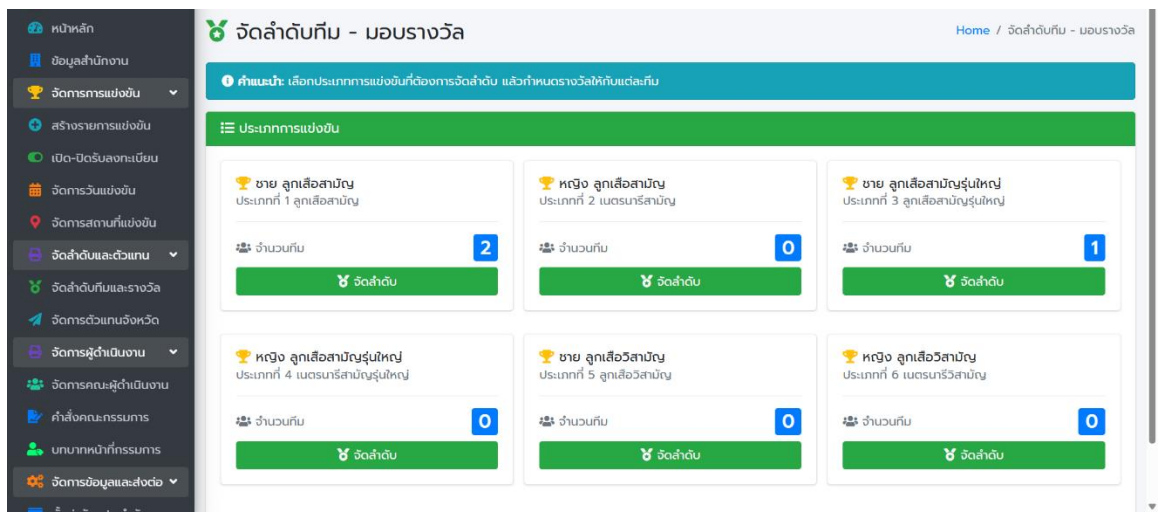 หน้าหลัก
ข้อมูลสำนักงาน
จัดการการแข่งขัน
สร้างรายการแข่งขัน
เปิด-ปิดรับลงทะเบียน
จัดการวันแข่งขัน
จัดการสถานที่แข่งขัน
จัดลำดับและตัวแทน
จัดลำดับทีมและรางวัล
จัดการตัวแทนจังหวัด
จัดการผู้ดำเนินงาน
จัดการคณะผู้ดำเนินงาน
คำสั่งคณะกรรมการ
บทบาทหน้าที่กรรมการ
จัดการข้อมูลและส่งต่อ
จัดลำดับทีม - มอบรางวัล
Home / จัดลำดับทีม - มอบรางวัล
คำแนะนำ: เลือกประเภทการแข่งขันที่ต้องการจัดลำดับ แล้วกำหนดรางวัลให้กับแต่ละทีม
ประเภทการแข่งขัน
ชาย ลูกเสือสามัญ
ประเภทที่ 1 ลูกเสือสามัญ
จำนวนทีม 2
จัดลำดับ
หญิง ลูกเสือสามัญ
ประเภทที่ 2 เนตรนารีสามัญ
จำนวนทีม 0
จัดลำดับ
ชาย ลูกเสือสามัญรุ่นใหญ่
ประเภทที่ 3 ลูกเสือสามัญรุ่นใหญ่
จำนวนทีม 1
จัดลำดับ
หญิง ลูกเสือสามัญรุ่นใหญ่
ประเภทที่ 4 เนตรนารีสามัญรุ่นใหญ่
จำนวนทีม 0
จัดลำดับ
ชาย ลูกเสือวิสามัญ
ประเภทที่ 5 ลูกเสือวิสามัญ
จำนวนทีม 0
จัดลำดับ
หญิง ลูกเสือวิสามัญ
ประเภทที่ 6 เนตรนารีวิสามัญ
จำนวนทีม 0
จัดลำดับ